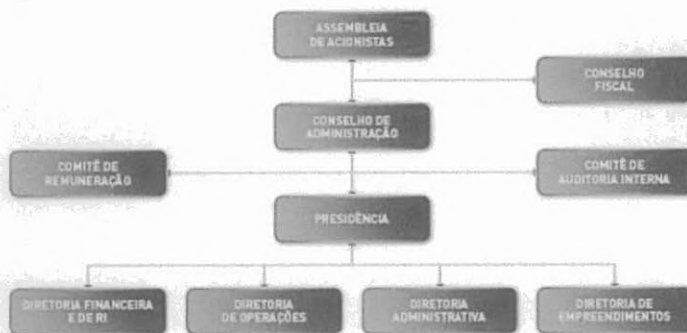 ASSEMBLEIA
DE ACIONISTAS
CONSELHO
FISCAL
CONSELHO DE
ADMINISTRAÇÃO
COMITÊ DE
REMUNERAÇÃO
COMITÊ DE
AUDITORIA INTERNA
PRESIDÊNCIA
DIRETORIA FINANCEIRA
E DE RI
DIRETORIA
DE OPERAÇÕES
DIRETORIA
ADMINISTRATIVA
DIRETORIA DE
EMPREENDIMENTOS